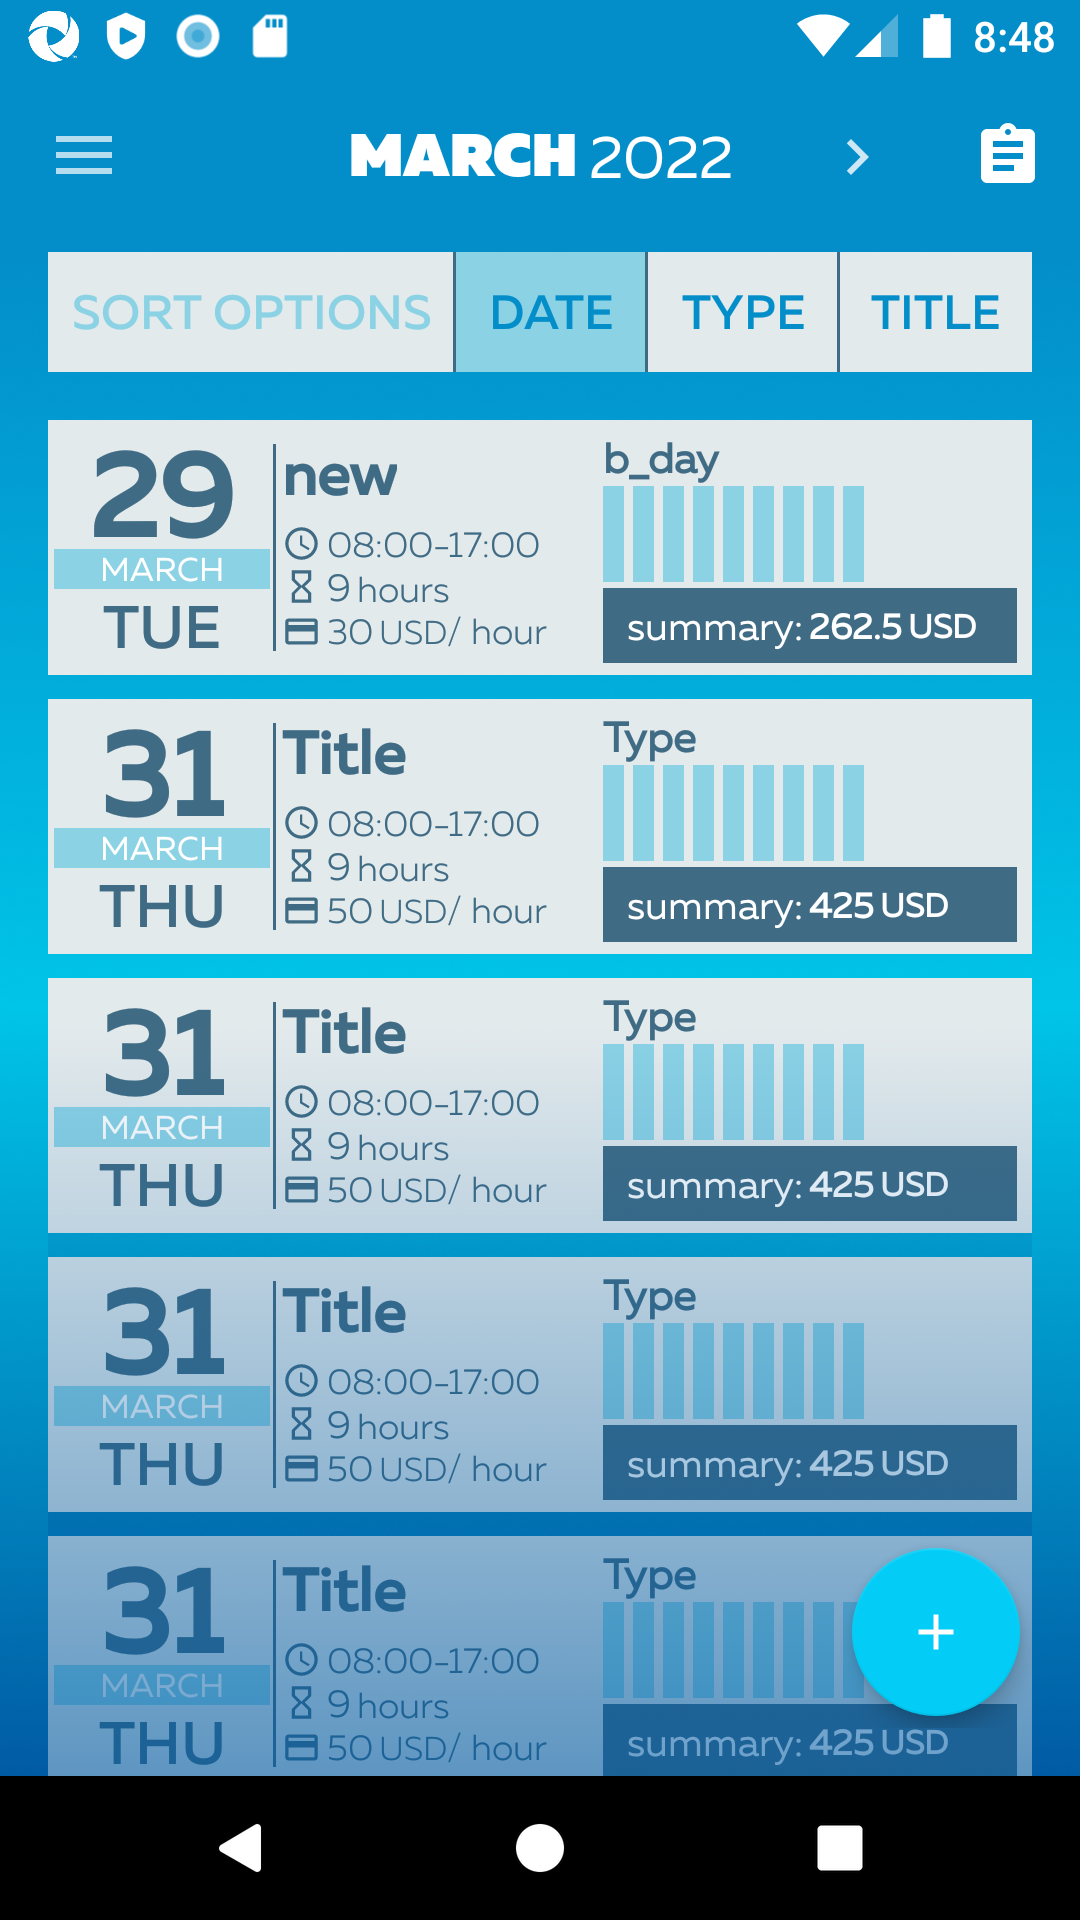 8:48
MARCH 2022
SORT OPTIONS DATE TYPE TITLE
29
MARCH
TUE
new
08:00-17:00
9 hours
30 USD/ hour
b_day
summary: 262.5 USD
31
MARCH
THU
Title
08:00-17:00
9 hours
50 USD/ hour
Type
summary: 425 USD
31
MARCH
THU
Title
08:00-17:00
9 hours
50 USD/ hour
Type
summary: 425 USD
31
MARCH
THU
Title
08:00-17:00
9 hours
50 USD/ hour
Type
summary: 425 USD
31
MARCH
THU
Title
08:00-17:00
9 hours
50 USD/ hour
Type
summary: 425 USD